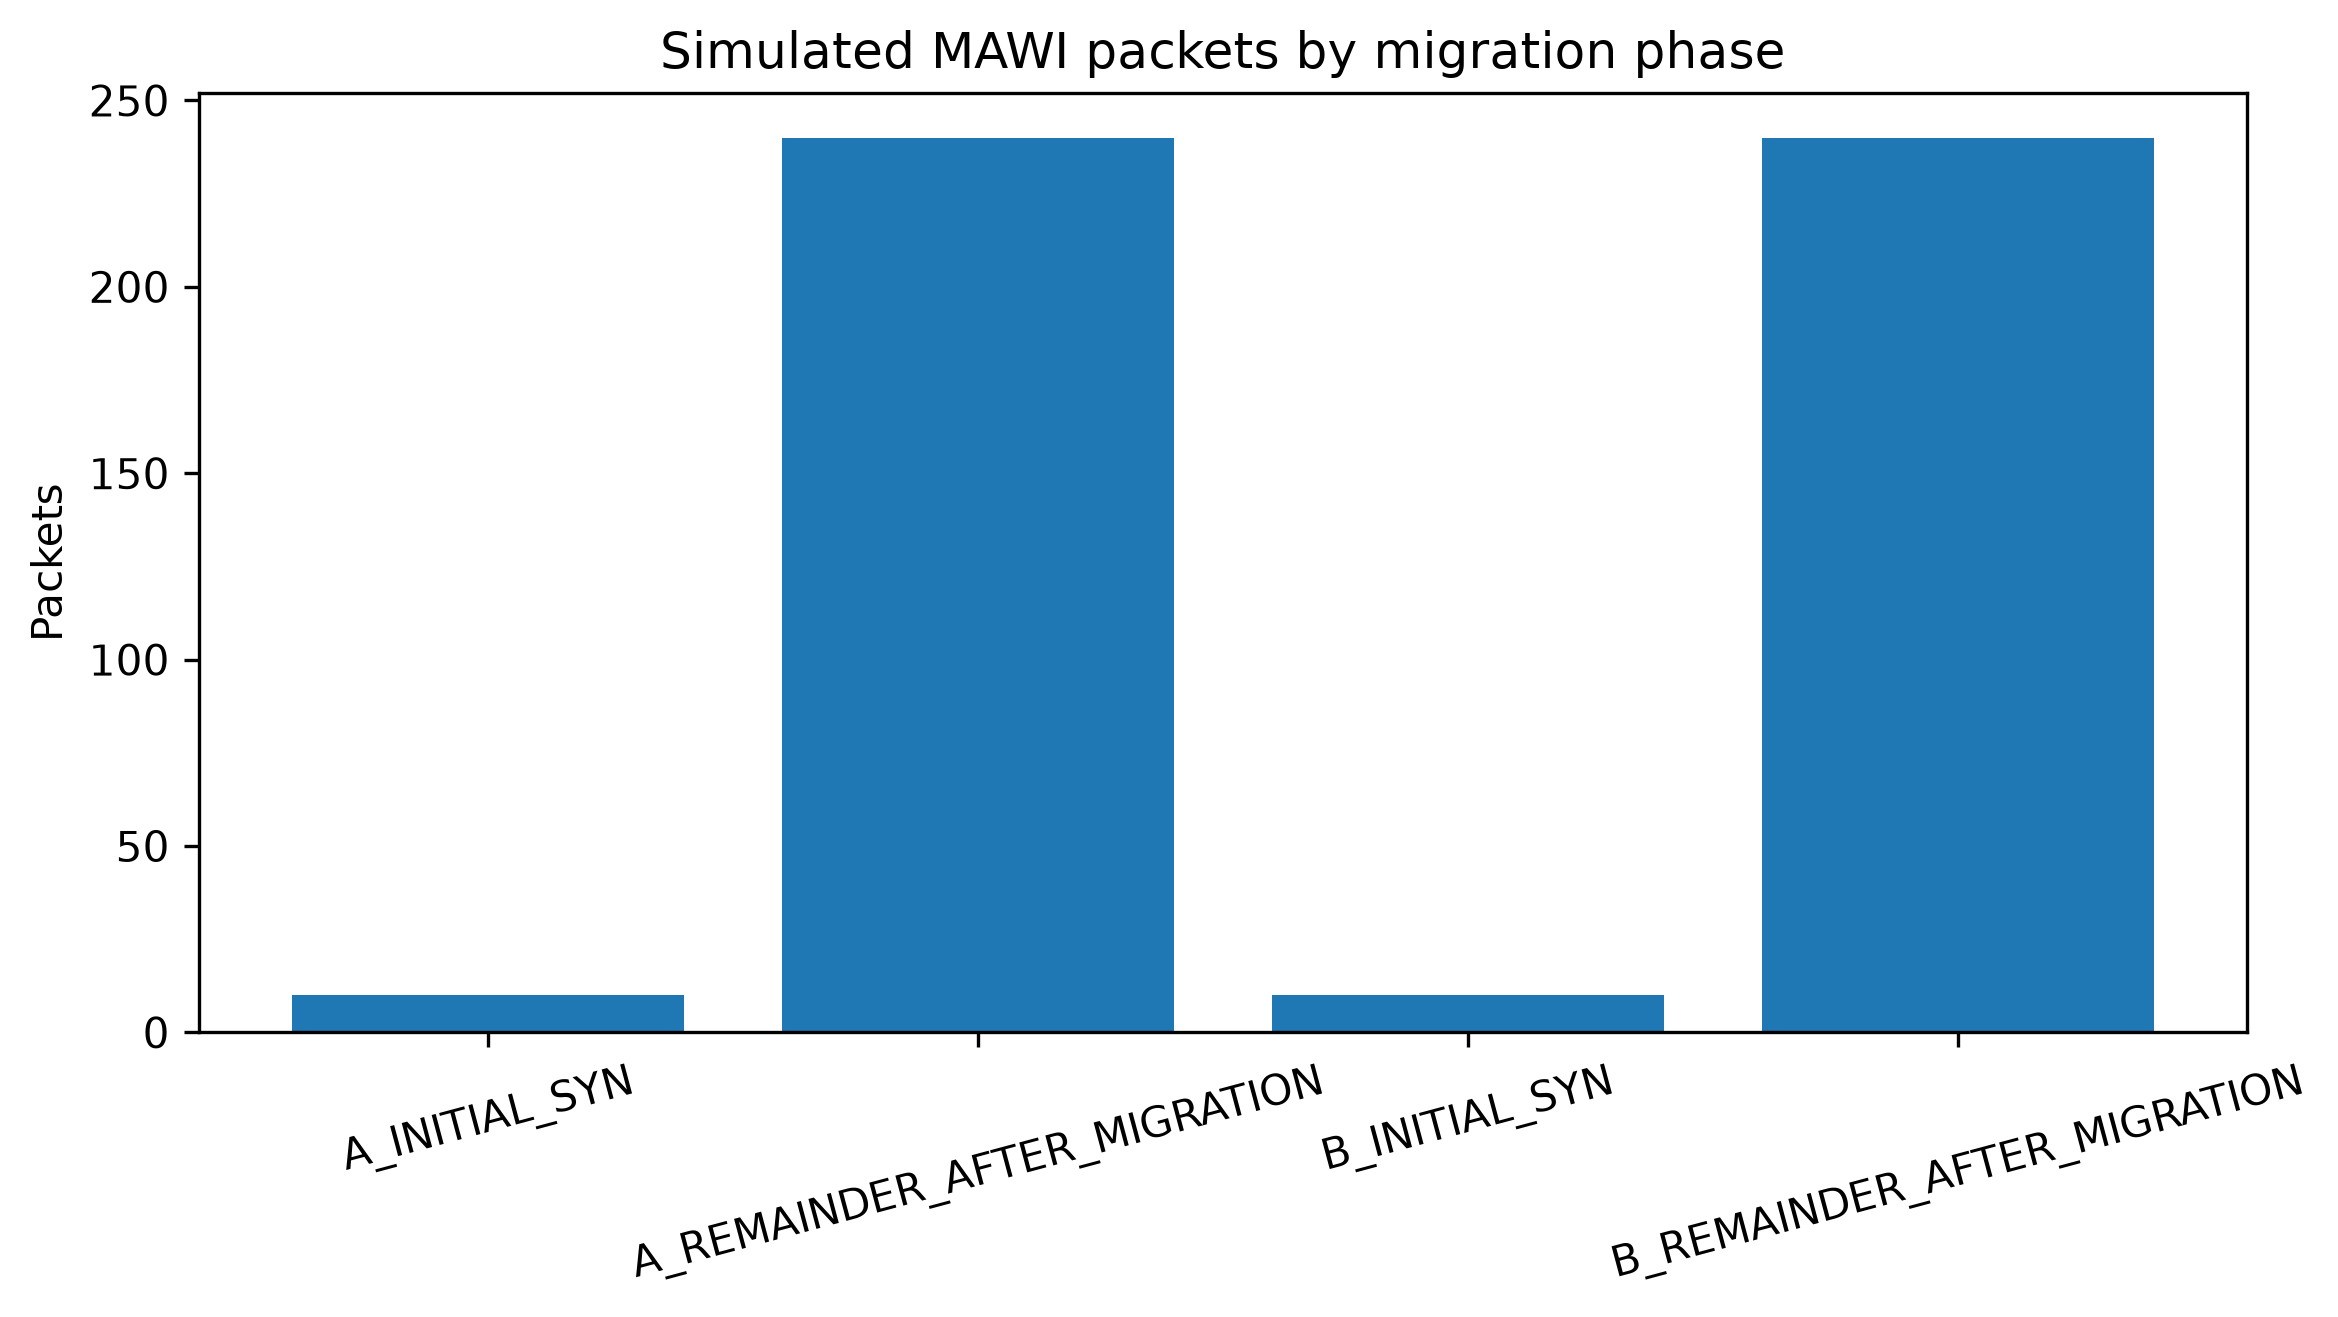 Simulated MAWI packets by migration phase
Packets
250
200
150
100
50
0
A_INITIAL_SYN
A_REMAINDER_AFTER_MIGRATION
B_INITIAL_SYN
B_REMAINDER_AFTER_MIGRATION